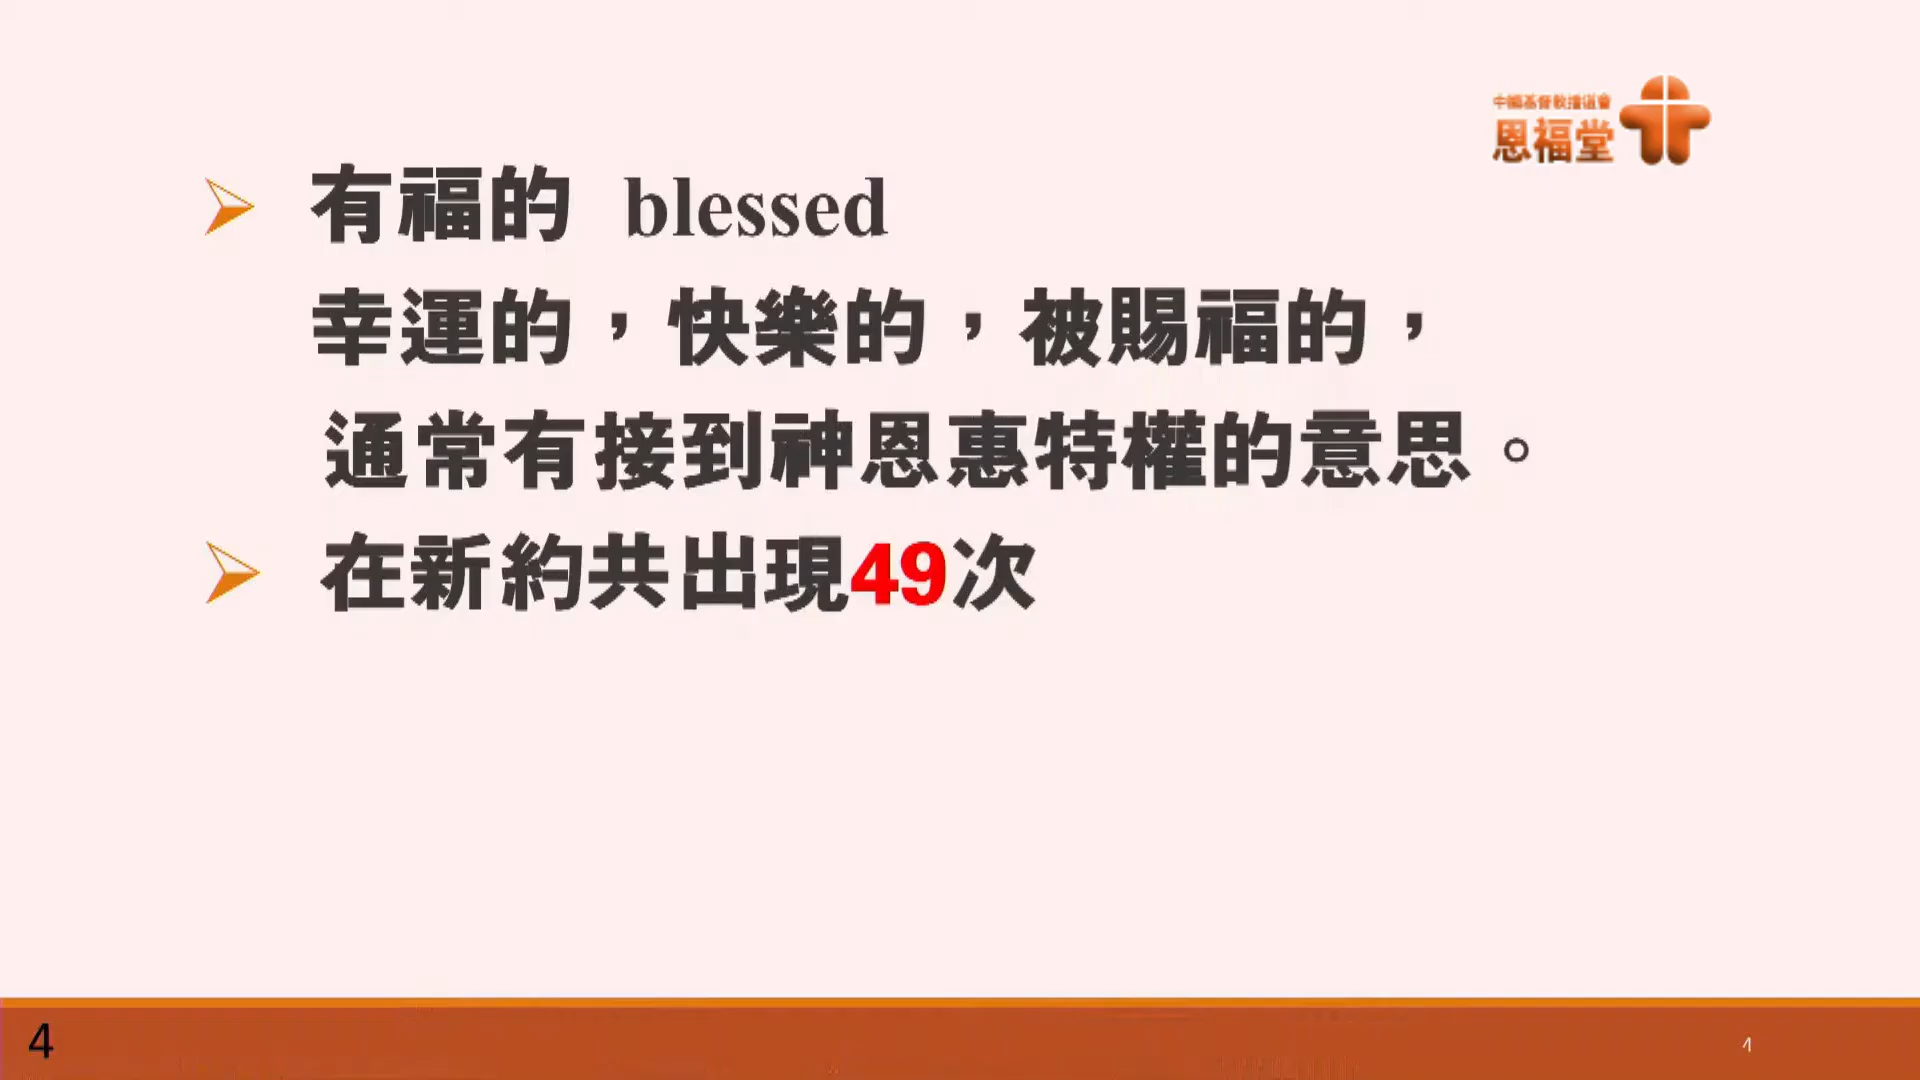 中國基督教播道會
恩福堂
有福的 blessed
幸運的,快樂的,被賜福的,
通常有接到神恩惠特權的意思。
在新約共出現49次
4
4